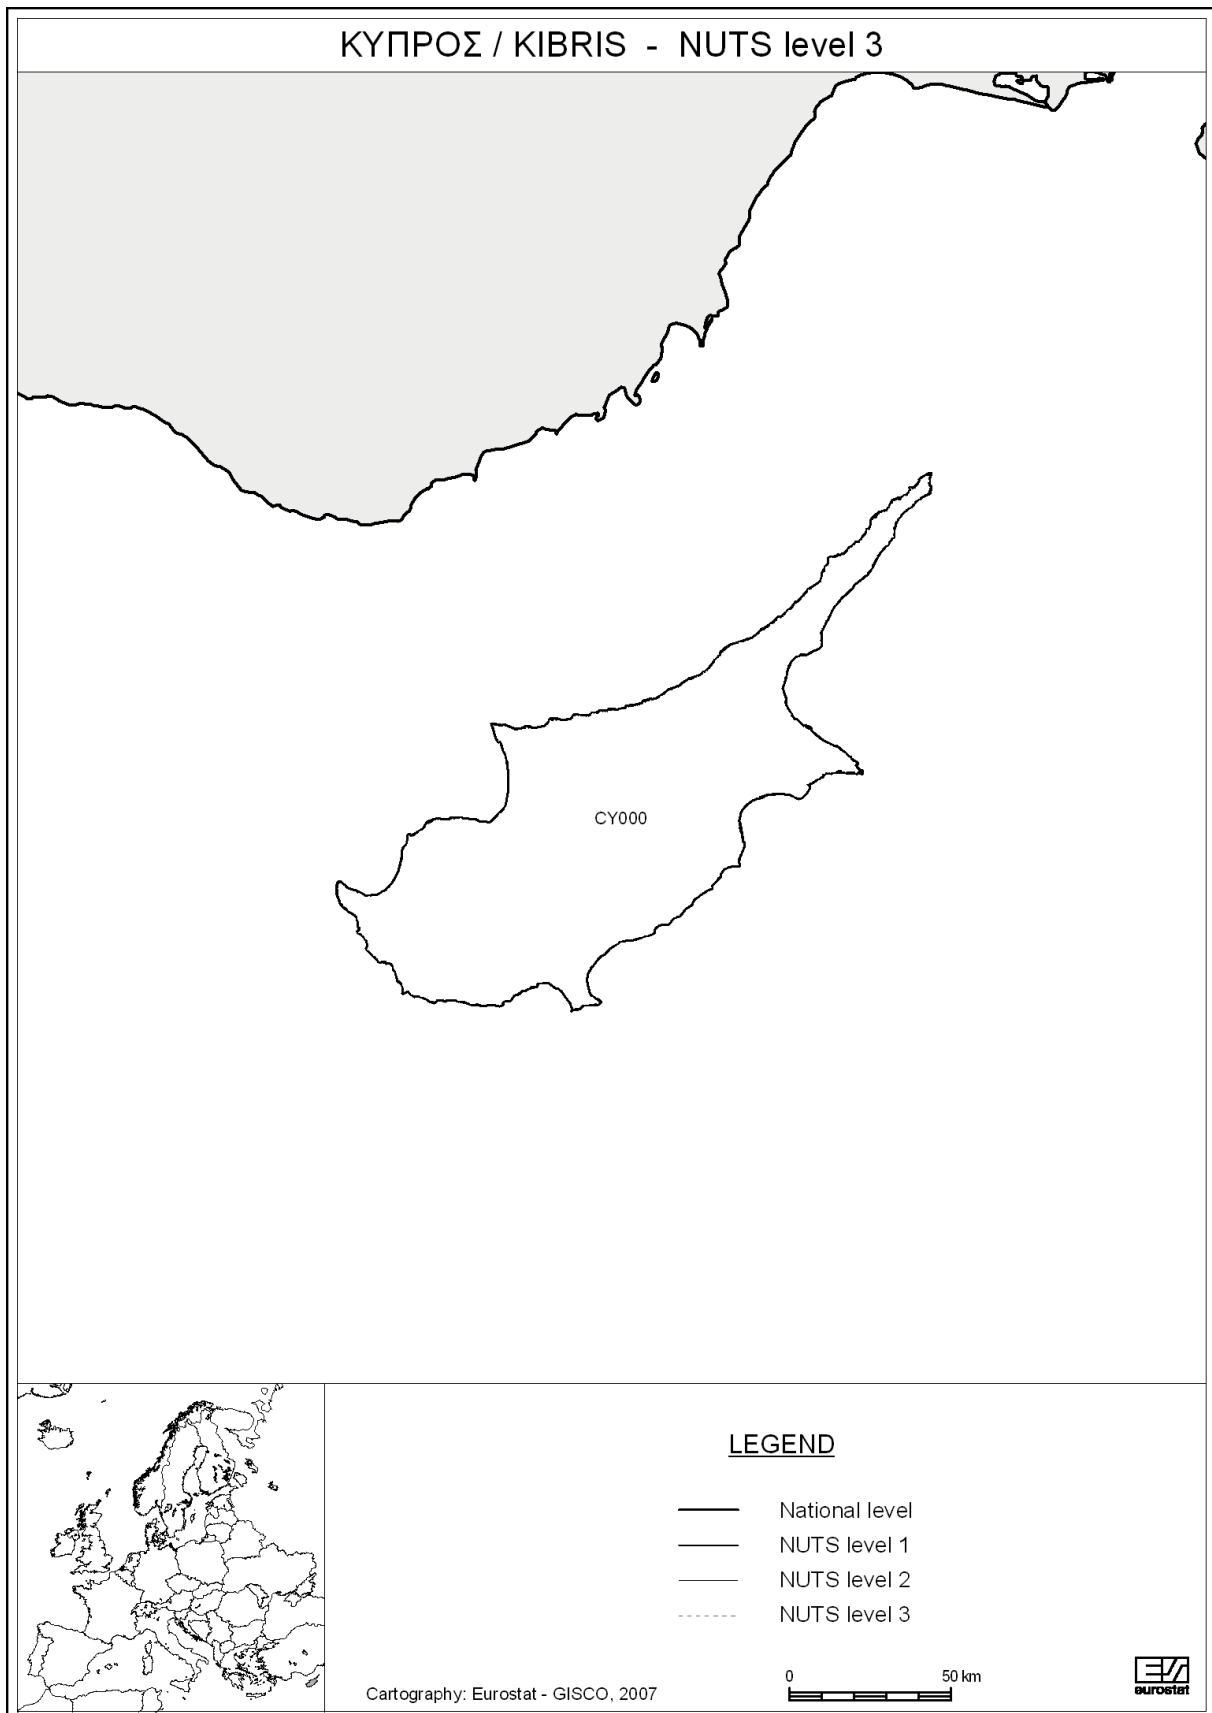 ΚΥΠΡΟΣ / KIBRIS - NUTS level 3
CY000
LEGEND
National level
NUTS level 1
NUTS level 2
NUTS level 3
0 50 km
Cartography: Eurostat - GISCO, 2007
eurostat